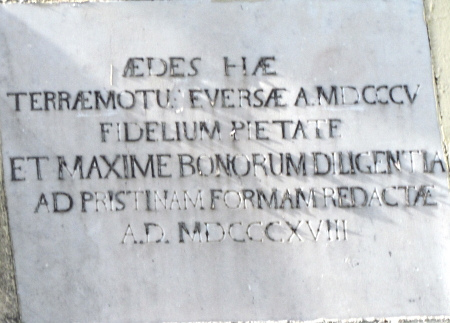 ÆDES HÆ
TERRÆMOTU EVERSÆ A. MDCCCV
FIDELIUM PIETATE
ET MAXIME BONORUM DILIGENTIA
AD PRISTINAM FORMAM REDACTÆ
A.D. MDCCCXVIII